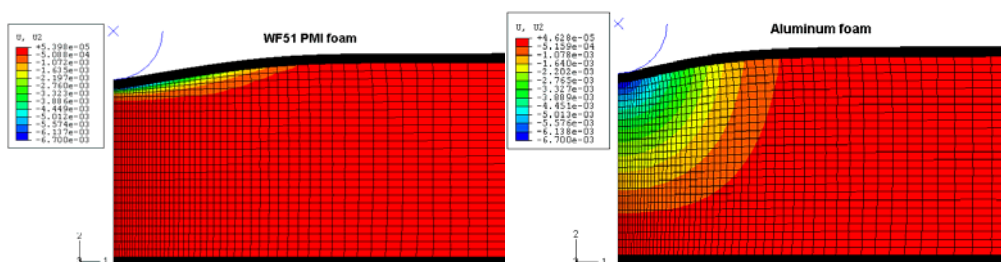 WF51 PMI foam
U, U2
+5.398e-05
-5.088e-04
-1.072e-03
-1.635e-03
-2.197e-03
-2.760e-03
-3.323e-03
-3.886e-03
-4.449e-03
-5.012e-03
-5.574e-03
-6.137e-03
-6.700e-03
2
3
1
Aluminum foam
U, U2
+4.628e-05
-5.159e-04
-1.078e-03
-1.640e-03
-2.202e-03
-2.765e-03
-3.327e-03
-3.889e-03
-4.451e-03
-5.013e-03
-5.576e-03
-6.138e-03
-6.700e-03
2
3
1